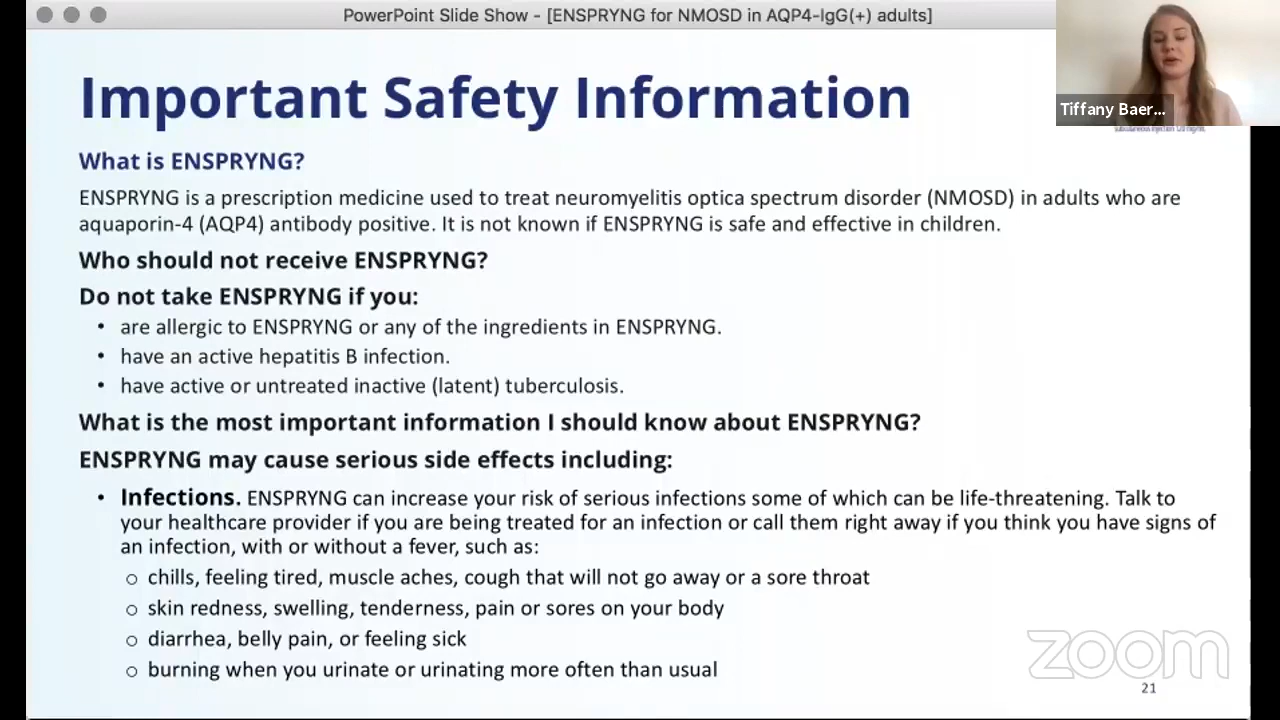 PowerPoint Slide Show - [ENSPRYNG for NMOSD in AQP4-IgG(+) adults]
Tiffany Baer...
Important Safety Information
subcutaneous injection 120 mg/mL
What is ENSPRYNG?
ENSPRYNG is a prescription medicine used to treat neuromyelitis optica spectrum disorder (NMOSD) in adults who are
aquaporin-4 (AQP4) antibody positive. It is not known if ENSPRYNG is safe and effective in children.
Who should not receive ENSPRYNG?
Do not take ENSPRYNG if you:
• are allergic to ENSPRYNG or any of the ingredients in ENSPRYNG.
• have an active hepatitis B infection.
• have active or untreated inactive (latent) tuberculosis.
What is the most important information I should know about ENSPRYNG?
ENSPRYNG may cause serious side effects including:
• Infections. ENSPRYNG can increase your risk of serious infections some of which can be life-threatening. Talk to
your healthcare provider if you are being treated for an infection or call them right away if you think you have signs of
an infection, with or without a fever, such as:
○ chills, feeling tired, muscle aches, cough that will not go away or a sore throat
○ skin redness, swelling, tenderness, pain or sores on your body
○ diarrhea, belly pain, or feeling sick
○ burning when you urinate or urinating more often than usual
zoom
21